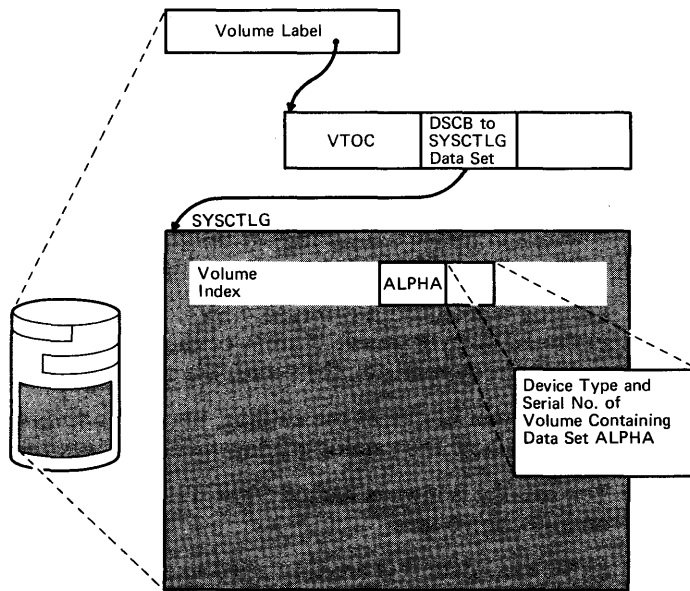 Volume Label
VTOC
DSCB to
SYSCTLG
Data Set
SYSCTLG
Volume
Index
ALPHA
Device Type and
Serial No. of
Volume Containing
Data Set ALPHA